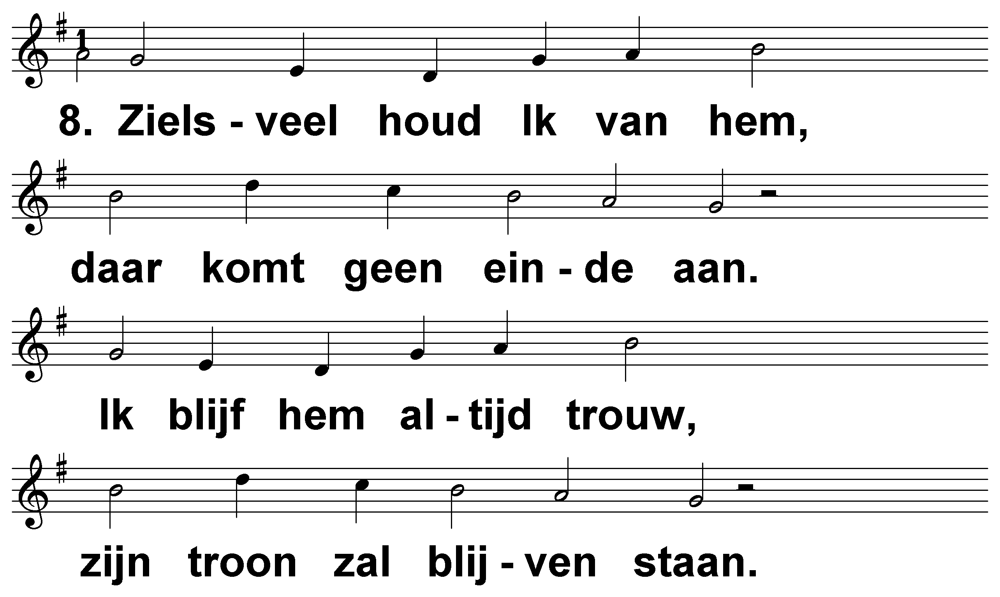 1
8. Ziels - veel houd Ik van hem,
daar komt geen ein - de aan.
Ik blijf hem al - tijd trouw,
zijn troon zal blij - ven staan.